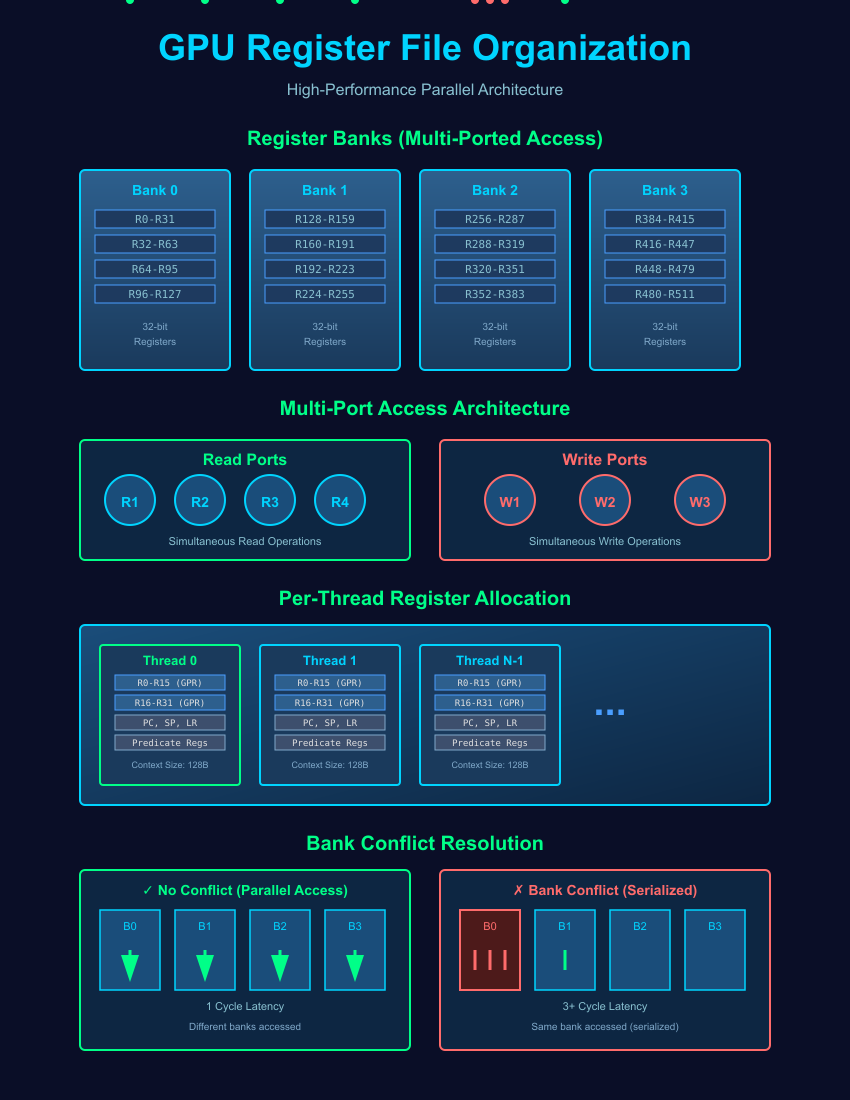 GPU Register File Organization
High-Performance Parallel Architecture
Register Banks (Multi-Ported Access)
Bank 0
R0-R31
R32-R63
R64-R95
R96-R127
32-bit
Registers
Bank 1
R128-R159
R160-R191
R192-R223
R224-R255
32-bit
Registers
Bank 2
R256-R287
R288-R319
R320-R351
R352-R383
32-bit
Registers
Bank 3
R384-R415
R416-R447
R448-R479
R480-R511
32-bit
Registers
Multi-Port Access Architecture
Read Ports
R1 R2 R3 R4
Simultaneous Read Operations
Write Ports
W1 W2 W3
Simultaneous Write Operations
Per-Thread Register Allocation
Thread 0
R0-R15 (GPR)
R16-R31 (GPR)
PC, SP, LR
Predicate Regs
Context Size: 128B
Thread 1
R0-R15 (GPR)
R16-R31 (GPR)
PC, SP, LR
Predicate Regs
Context Size: 128B
Thread N-1
R0-R15 (GPR)
R16-R31 (GPR)
PC, SP, LR
Predicate Regs
Context Size: 128B
...
Bank Conflict Resolution
✓ No Conflict (Parallel Access)
B0 B1 B2 B3
1 Cycle Latency
Different banks accessed
✗ Bank Conflict (Serialized)
B0 B1 B2 B3
3+ Cycle Latency
Same bank accessed (serialized)